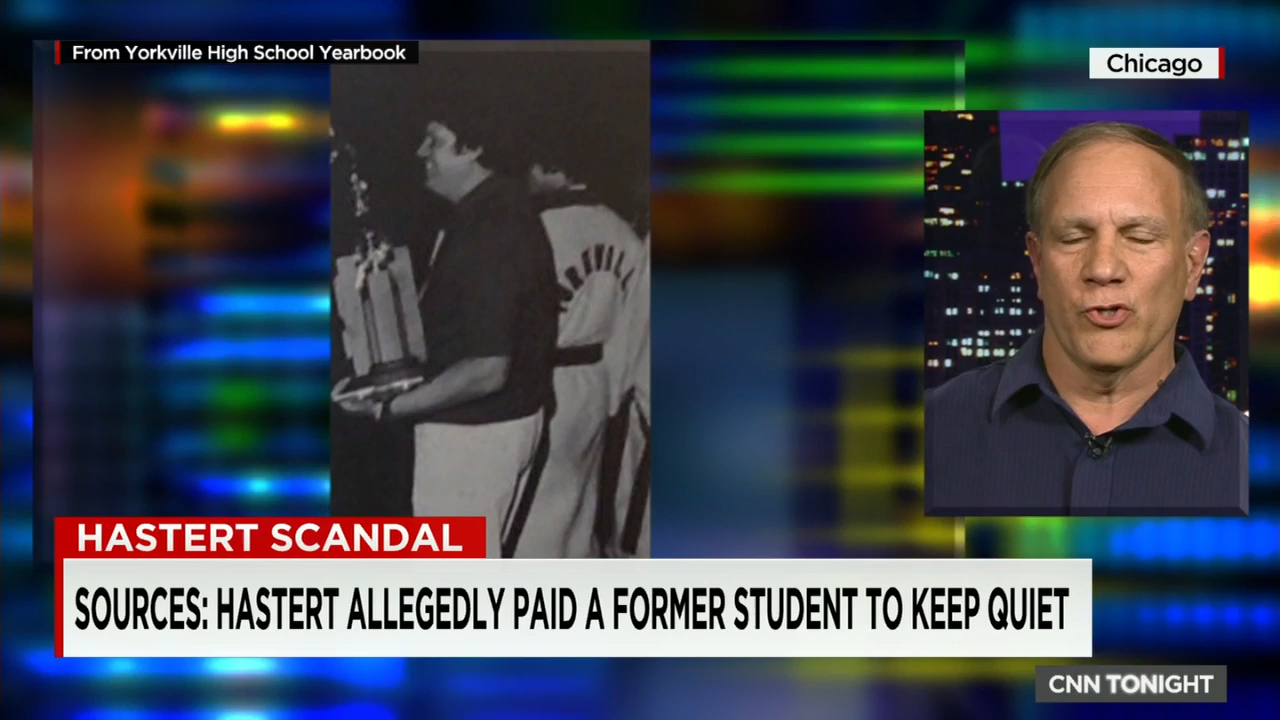 From Yorkville High School Yearbook
Chicago
HASTERT SCANDAL
SOURCES: HASTERT ALLEGEDLY PAID A FORMER STUDENT TO KEEP QUIET
CNN TONIGHT